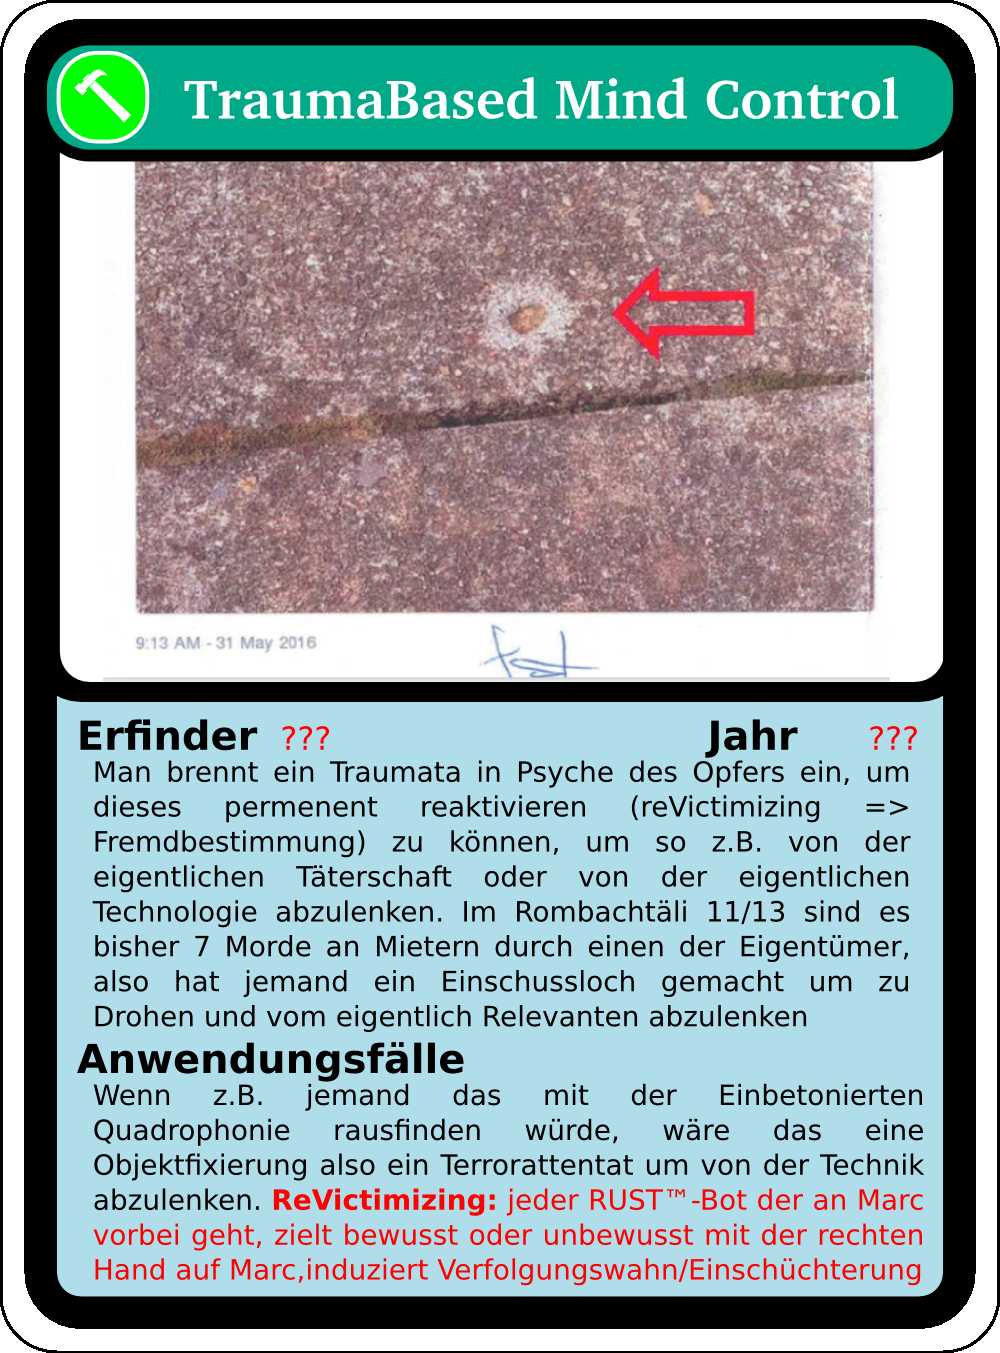 TraumaBased Mind Control
9:13 AM - 31 May 2016
Erfinder ??? Jahr ???
Man brennt ein Traumata in Psyche des Opfers ein, um
dieses permenent reaktivieren (reVictimizing =>
Fremdbestimmung) zu können, um so z.B. von der
eigentlichen Täterschaft oder von der eigentlichen
Technologie abzulenken. Im Rombachtäli 11/13 sind es
bisher 7 Morde an Mietern durch einen der Eigentümer,
also hat jemand ein Einschussloch gemacht um zu
Drohen und vom eigentlich Relevanten abzulenken
Anwendungsfälle
Wenn z.B. jemand das mit der Einbetonierten
Quadrophonie rausfinden würde, wäre das eine
Objektfixierung also ein Terrorattentat um von der Technik
abzulenken. ReVictimizing: jeder RUST™-Bot der an Marc
vorbei geht, zielt bewusst oder unbewusst mit der rechten
Hand auf Marc,induziert Verfolgungswahn/Einschüchterung